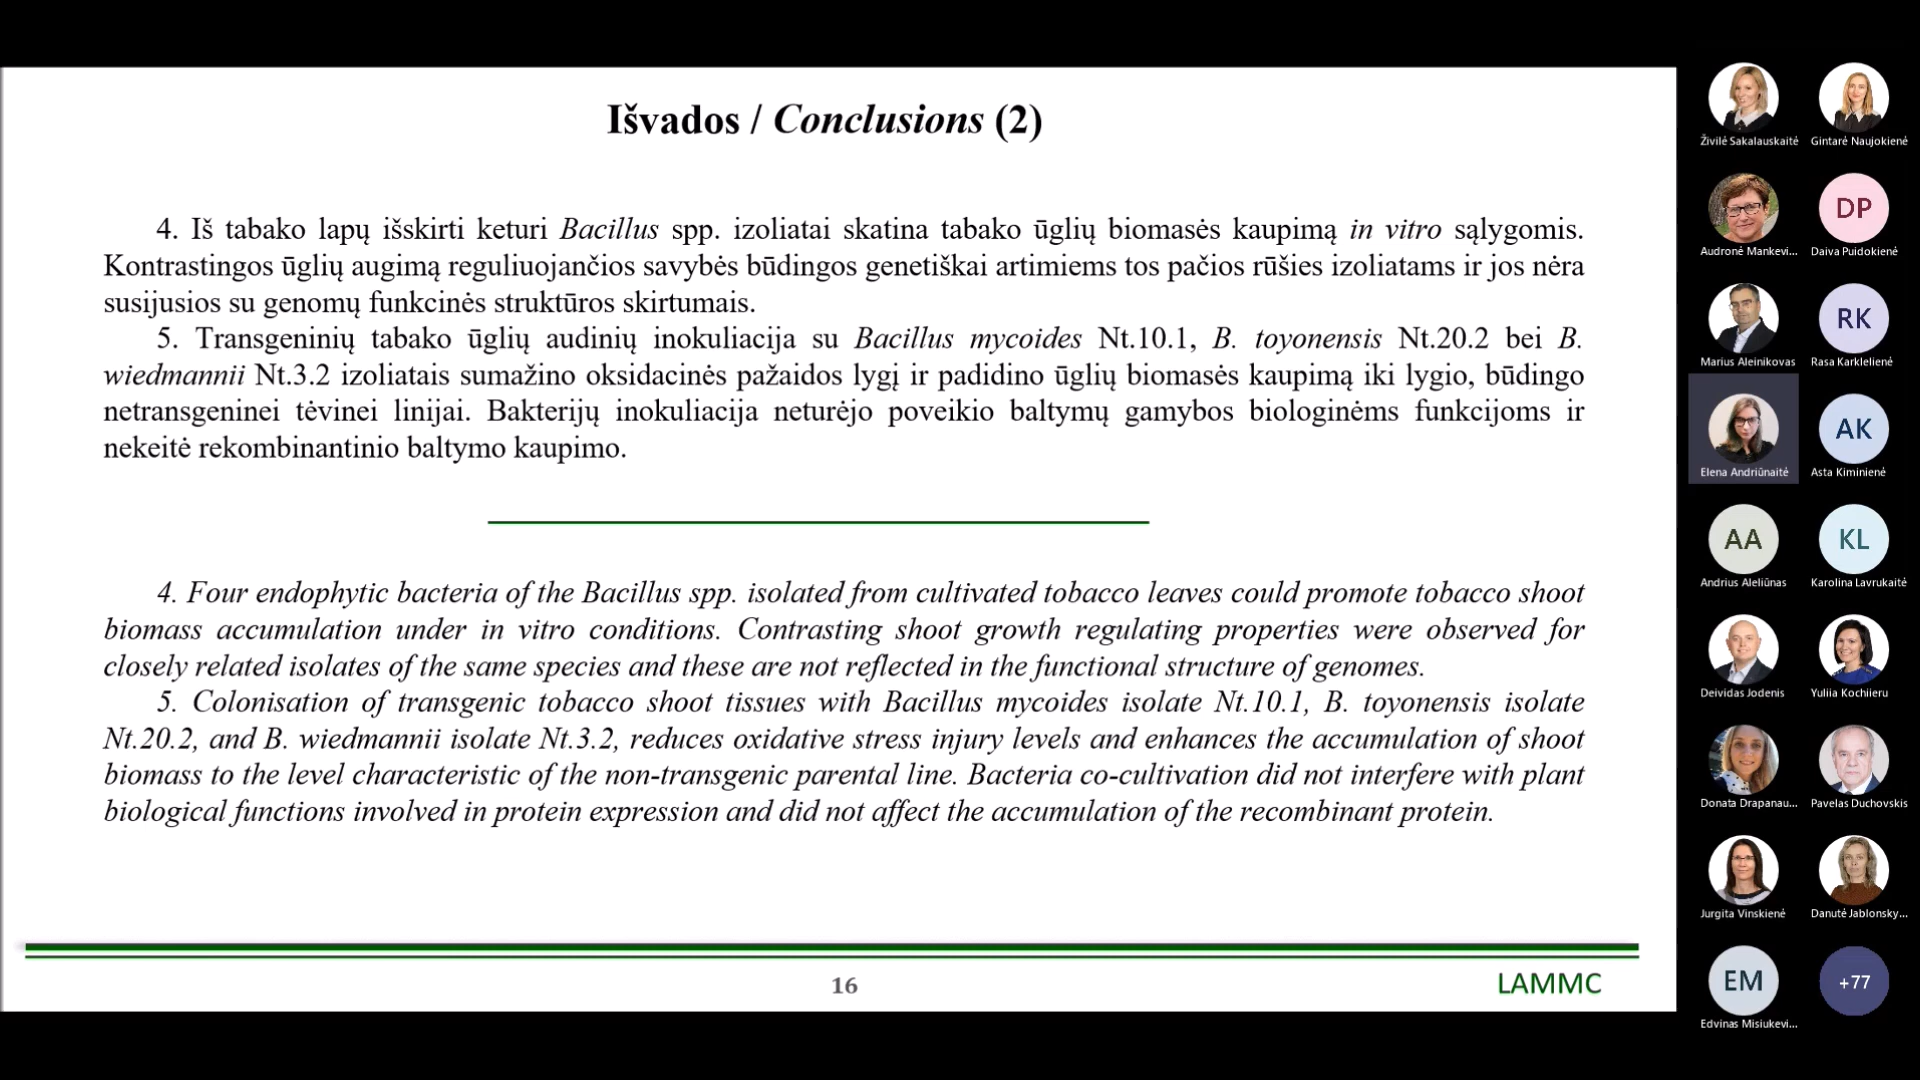 Išvados / Conclusions (2)
4. Iš tabako lapų išskirti keturi Bacillus spp. izoliatai skatina tabako ūglių biomasės kaupimą in vitro sąlygomis.
Kontrastingos ūglių augimą reguliuojančios savybės būdingos genetiškai artimiems tos pačios rūšies izoliatams ir jos nėra
susijusios su genomų funkcinės struktūros skirtumais.
5. Transgeninių tabako ūglių audinių inokuliacija su Bacillus mycoides Nt.10.1, B. toyonensis Nt.20.2 bei B.
wiedmannii Nt.3.2 izoliatais sumažino oksidacinės pažaidos lygį ir padidino ūglių biomasės kaupimą iki lygio, būdingo
netransgeninei tėvinei linijai. Bakterijų inokuliacija neturėjo poveikio baltymų gamybos biologinėms funkcijoms ir
nekeitė rekombinantinio baltymo kaupimo.
4. Four endophytic bacteria of the Bacillus spp. isolated from cultivated tobacco leaves could promote tobacco shoot
biomass accumulation under in vitro conditions. Contrasting shoot growth regulating properties were observed for
closely related isolates of the same species and these are not reflected in the functional structure of genomes.
5. Colonisation of transgenic tobacco shoot tissues with Bacillus mycoides isolate Nt.10.1, B. toyonensis isolate
Nt.20.2, and B. wiedmannii isolate Nt.3.2, reduces oxidative stress injury levels and enhances the accumulation of shoot
biomass to the level characteristic of the non-transgenic parental line. Bacteria co-cultivation did not interfere with plant
biological functions involved in protein expression and did not affect the accumulation of the recombinant protein.
16
LAMMC
Živilė Sakalauskaitė
Gintarė Naujokienė
Audronė Mankevi...
DP
Daiva Puidokienė
Marius Aleinikovas
RK
Rasa Karklelienė
Elena Andriūnaitė
AK
Asta Kiminienė
AA
Andrius Aleliūnas
KL
Karolina Lavrukaitė
Deividas Jodenis
Yuliia Kochiieru
Donata Drapanau...
Pavelas Duchovskis
Jurgita Vinskienė
Danutė Jablonsky...
EM
Edvinas Misiukevi...
+77